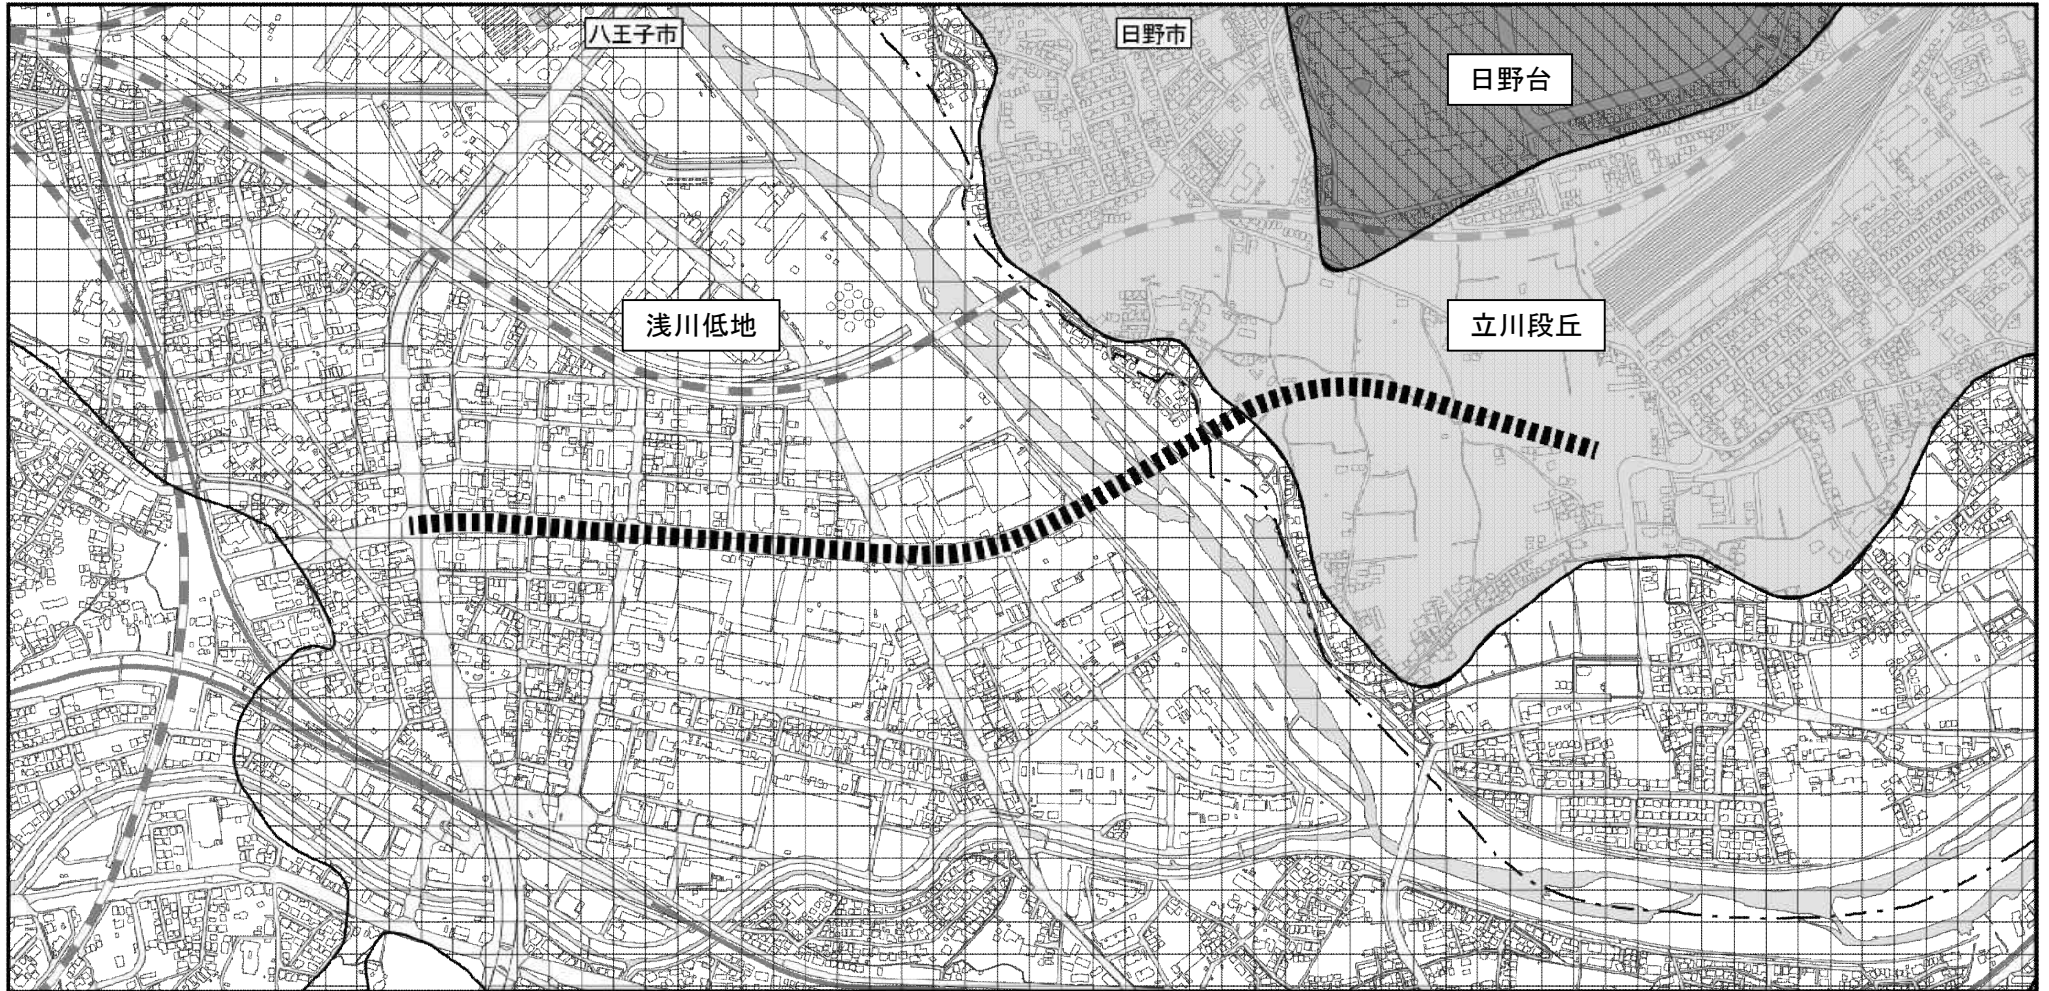 八王子市
日野市
日野台
浅川低地
立川段丘